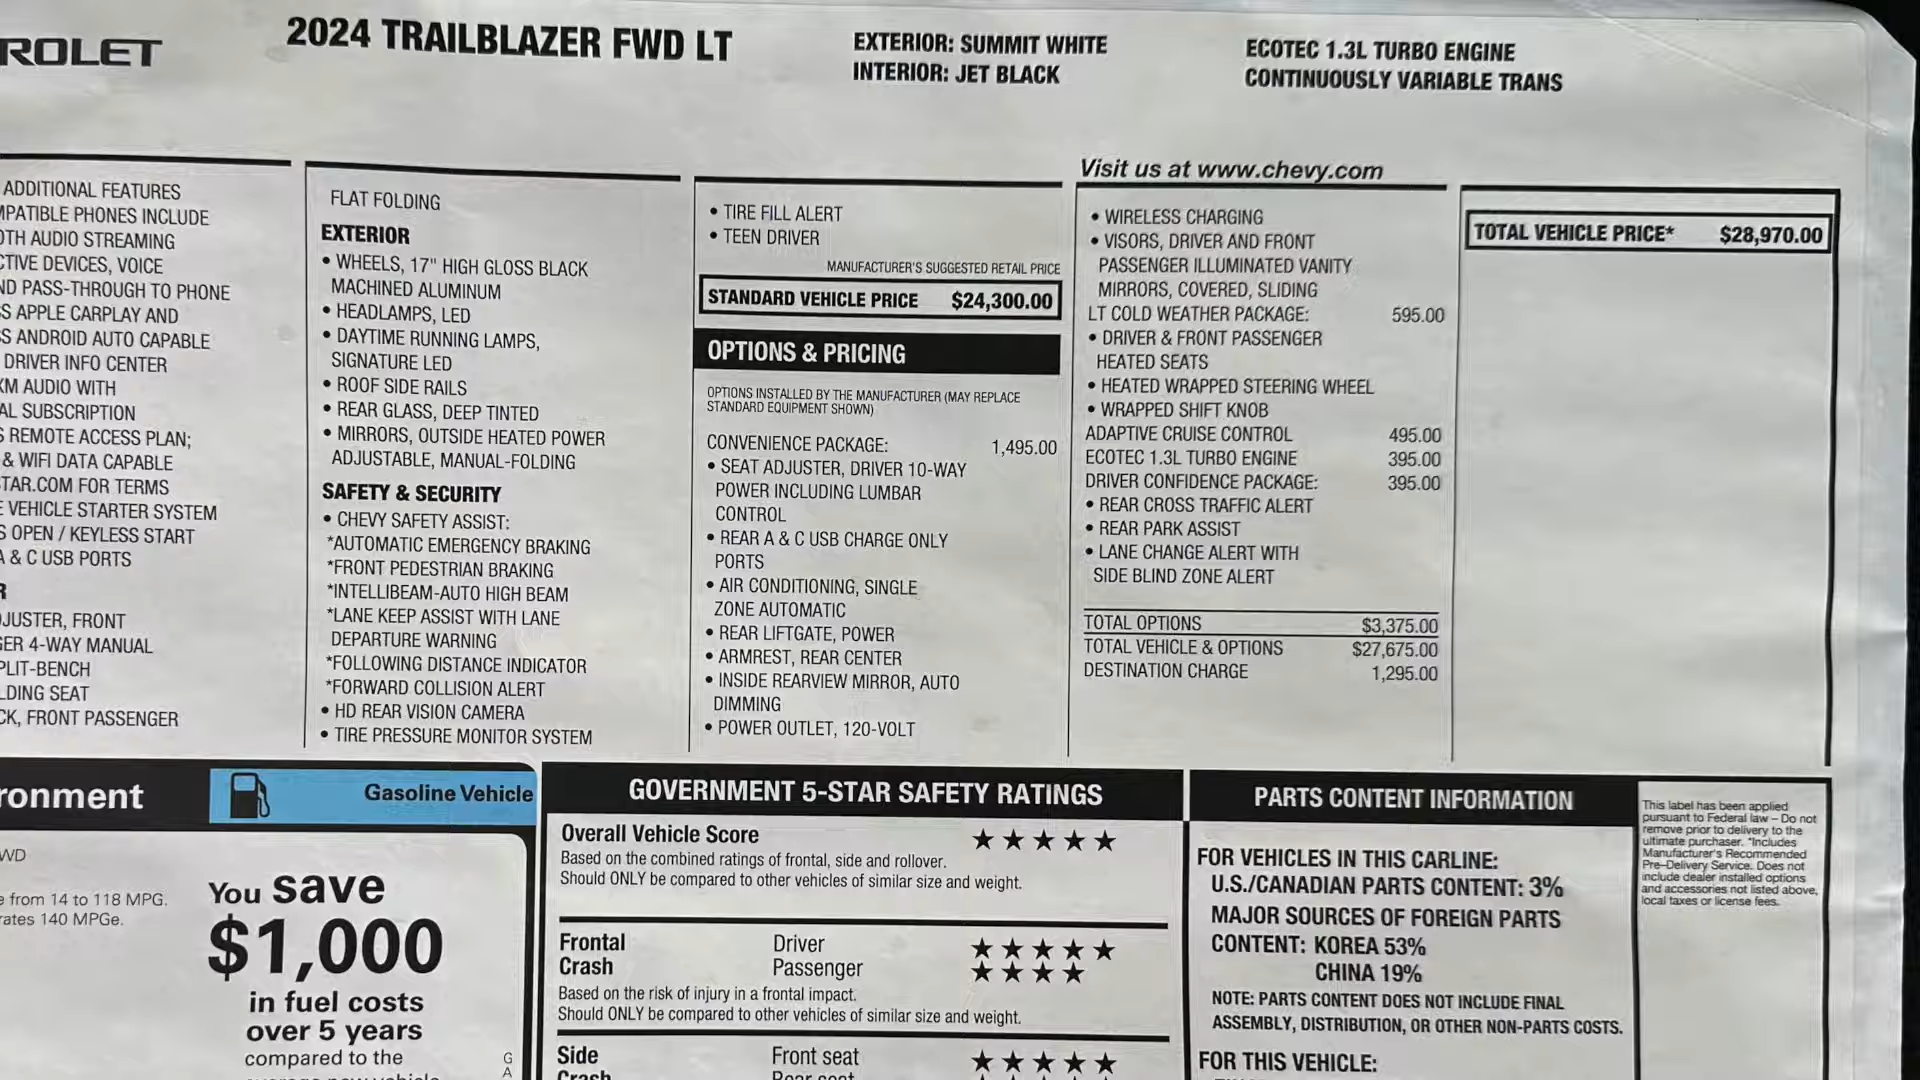 ROLET
2024 TRAILBLAZER FWD LT
EXTERIOR: SUMMIT WHITE
INTERIOR: JET BLACK
ECOTEC 1.3L TURBO ENGINE
CONTINUOUSLY VARIABLE TRANS
ADDITIONAL FEATURES
MPATIBLE PHONES INCLUDE
OTH AUDIO STREAMING
CTIVE DEVICES, VOICE
ND PASS-THROUGH TO PHONE
S APPLE CARPLAY AND
S ANDROID AUTO CAPABLE
DRIVER INFO CENTER
XM AUDIO WITH
AL SUBSCRIPTION
S REMOTE ACCESS PLAN;
& WIFI DATA CAPABLE
STAR.COM FOR TERMS
E VEHICLE STARTER SYSTEM
S OPEN / KEYLESS START
A & C USB PORTS
R
DJUSTER, FRONT
GER 4-WAY MANUAL
PLIT-BENCH
LDING SEAT
CK, FRONT PASSENGER
FLAT FOLDING
EXTERIOR
• WHEELS, 17" HIGH GLOSS BLACK
MACHINED ALUMINUM
• HEADLAMPS, LED
• DAYTIME RUNNING LAMPS,
SIGNATURE LED
• ROOF SIDE RAILS
• REAR GLASS, DEEP TINTED
• MIRRORS, OUTSIDE HEATED POWER
ADJUSTABLE, MANUAL-FOLDING
SAFETY & SECURITY
• CHEVY SAFETY ASSIST:
*AUTOMATIC EMERGENCY BRAKING
*FRONT PEDESTRIAN BRAKING
*INTELLIBEAM-AUTO HIGH BEAM
*LANE KEEP ASSIST WITH LANE
DEPARTURE WARNING
*FOLLOWING DISTANCE INDICATOR
*FORWARD COLLISION ALERT
• HD REAR VISION CAMERA
• TIRE PRESSURE MONITOR SYSTEM
• TIRE FILL ALERT
• TEEN DRIVER
MANUFACTURER'S SUGGESTED RETAIL PRICE
STANDARD VEHICLE PRICE $24,300.00
OPTIONS & PRICING
OPTIONS INSTALLED BY THE MANUFACTURER (MAY REPLACE
STANDARD EQUIPMENT SHOWN)
CONVENIENCE PACKAGE: 1,495.00
• SEAT ADJUSTER, DRIVER 10-WAY
POWER INCLUDING LUMBAR
CONTROL
• REAR A & C USB CHARGE ONLY
PORTS
• AIR CONDITIONING, SINGLE
ZONE AUTOMATIC
• REAR LIFTGATE, POWER
• ARMREST, REAR CENTER
• INSIDE REARVIEW MIRROR, AUTO
DIMMING
• POWER OUTLET, 120-VOLT
Visit us at www.chevy.com
• WIRELESS CHARGING
• VISORS, DRIVER AND FRONT
PASSENGER ILLUMINATED VANITY
MIRRORS, COVERED, SLIDING
LT COLD WEATHER PACKAGE: 595.00
• DRIVER & FRONT PASSENGER
HEATED SEATS
• HEATED WRAPPED STEERING WHEEL
• WRAPPED SHIFT KNOB
ADAPTIVE CRUISE CONTROL 495.00
ECOTEC 1.3L TURBO ENGINE 395.00
DRIVER CONFIDENCE PACKAGE: 395.00
• REAR CROSS TRAFFIC ALERT
• REAR PARK ASSIST
• LANE CHANGE ALERT WITH
SIDE BLIND ZONE ALERT
TOTAL OPTIONS $3,375.00
TOTAL VEHICLE & OPTIONS $27,675.00
DESTINATION CHARGE 1,295.00
TOTAL VEHICLE PRICE* $28,970.00
ronment
Gasoline Vehicle
WD
e from 14 to 118 MPG.
rates 140 MPGe.
You save
$1,000
in fuel costs
over 5 years
compared to the
G
A
GOVERNMENT 5-STAR SAFETY RATINGS
Overall Vehicle Score ★★★★★
Based on the combined ratings of frontal, side and rollover.
Should ONLY be compared to other vehicles of similar size and weight.
Frontal Driver ★★★★★
Crash Passenger ★★★★
Based on the risk of injury in a frontal impact.
Should ONLY be compared to other vehicles of similar size and weight.
Side Front seat ★★★★★
Crash Rear seat
PARTS CONTENT INFORMATION
FOR VEHICLES IN THIS CARLINE:
U.S./CANADIAN PARTS CONTENT: 3%
MAJOR SOURCES OF FOREIGN PARTS
CONTENT: KOREA 53%
CHINA 19%
NOTE: PARTS CONTENT DOES NOT INCLUDE FINAL
ASSEMBLY, DISTRIBUTION, OR OTHER NON-PARTS COSTS.
FOR THIS VEHICLE:
This label has been applied
pursuant to Federal law – Do not
remove prior to delivery to the
ultimate purchaser. *Includes
Manufacturer's Recommended
Pre-Delivery Service. Does not
include dealer installed options
and accessories not listed above,
local taxes or license fees.